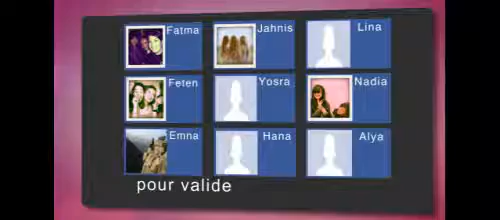 Fatma
Jahnis
Lina
Feten
Yosra
Nadia
Emna
Hana
Alya
pour valide